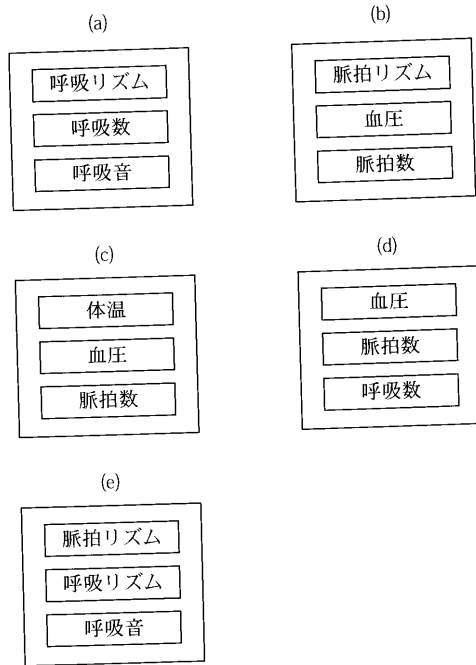 (a)
呼吸リズム
呼吸数
呼吸音
(b)
脈拍リズム
血圧
脈拍数
(c)
体温
血圧
脈拍数
(d)
血圧
脈拍数
呼吸数
(e)
脈拍リズム
呼吸リズム
呼吸音